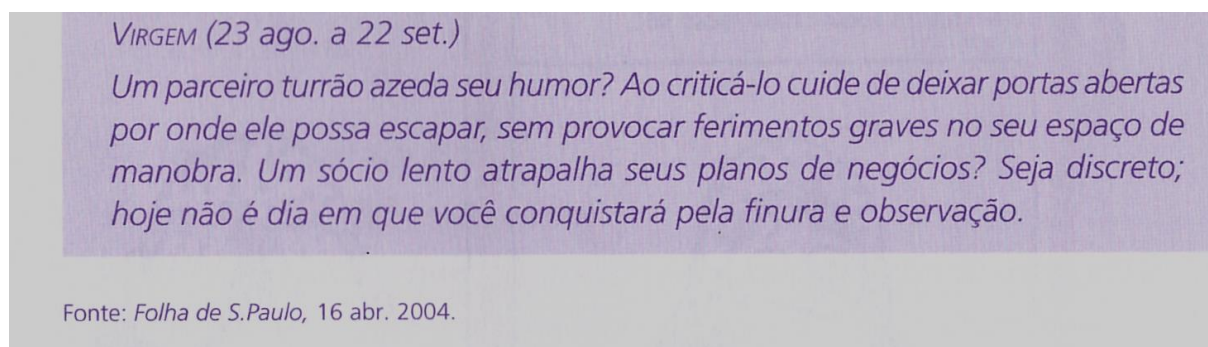 VIRGEM (23 ago. a 22 set.)
Um parceiro turrão azeda seu humor? Ao criticá-lo cuide de deixar portas abertas
por onde ele possa escapar, sem provocar ferimentos graves no seu espaço de
manobra. Um sócio lento atrapalha seus planos de negócios? Seja discreto;
hoje não é dia em que você conquistará pela finura e observação.
Fonte: Folha de S.Paulo, 16 abr. 2004.